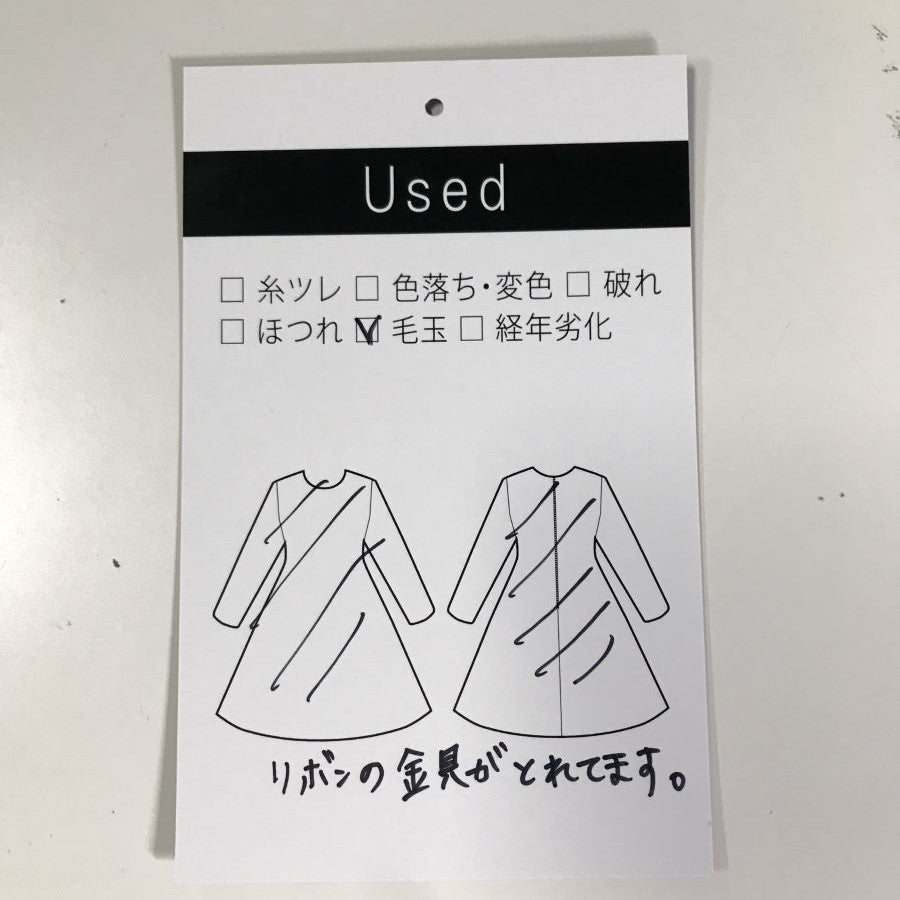 Used
□ 糸ツレ □ 色落ち・変色 □ 破れ
□ ほつれ ☑ 毛玉 □ 経年劣化
リボンの金具がとれてます。